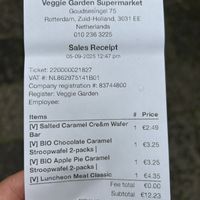 Veggie Garden Supermarket
Goudsesingel 75
Rotterdam, Zuid-Holland, 3031 EE
Netherlands
010 236 3225
Sales Receipt
05-09-2025 12:47 pm
Ticket: 220000021827
VAT #: NL862975141B01
Company registration #: 83744800
Register: Veggie Garden
Employee:
Items # Price
[V] Salted Caramel Cre&m Wafer Bar 1 €2.49
[V] BIO Chocolate Caramel Stroopwafel 2-packs | 1 €3.25
[V] BIO Apple Pie Caramel Stroopwafel 2-packs | 1 €3.25
[V] Luncheon Meat Classic 1 €4.35
Fee total €0.00
Subtotal €12.23